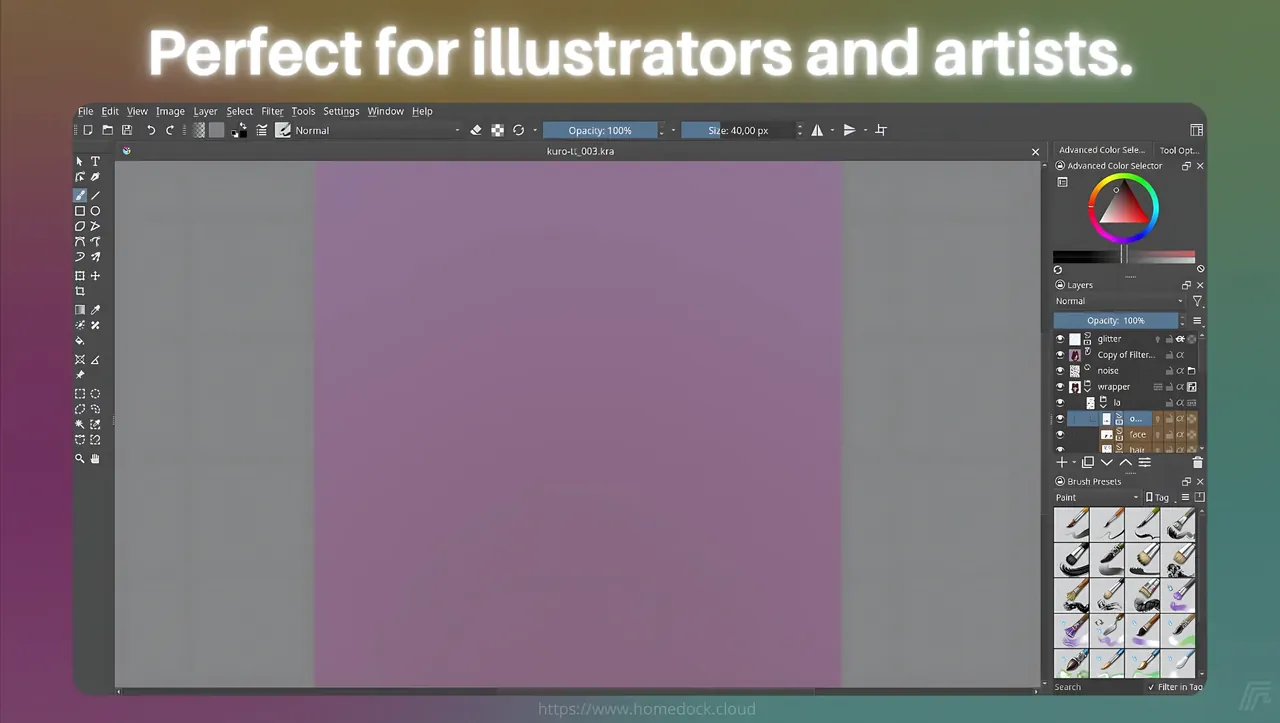 Perfect for illustrators and artists.
File Edit View Image Layer Select Filter Tools Settings Window Help
Normal Opacity: 100% Size: 40,00 px
kuro-tt_003.kra
Advanced Color Sele... Tool Opt...
Advanced Color Selector
Layers
Normal
Opacity: 100%
glitter
Copy of Filter...
noise
wrapper
la
o...
face
hair
Brush Presets
Paint Tag
Search Filter in Tag
https://www.homedock.cloud